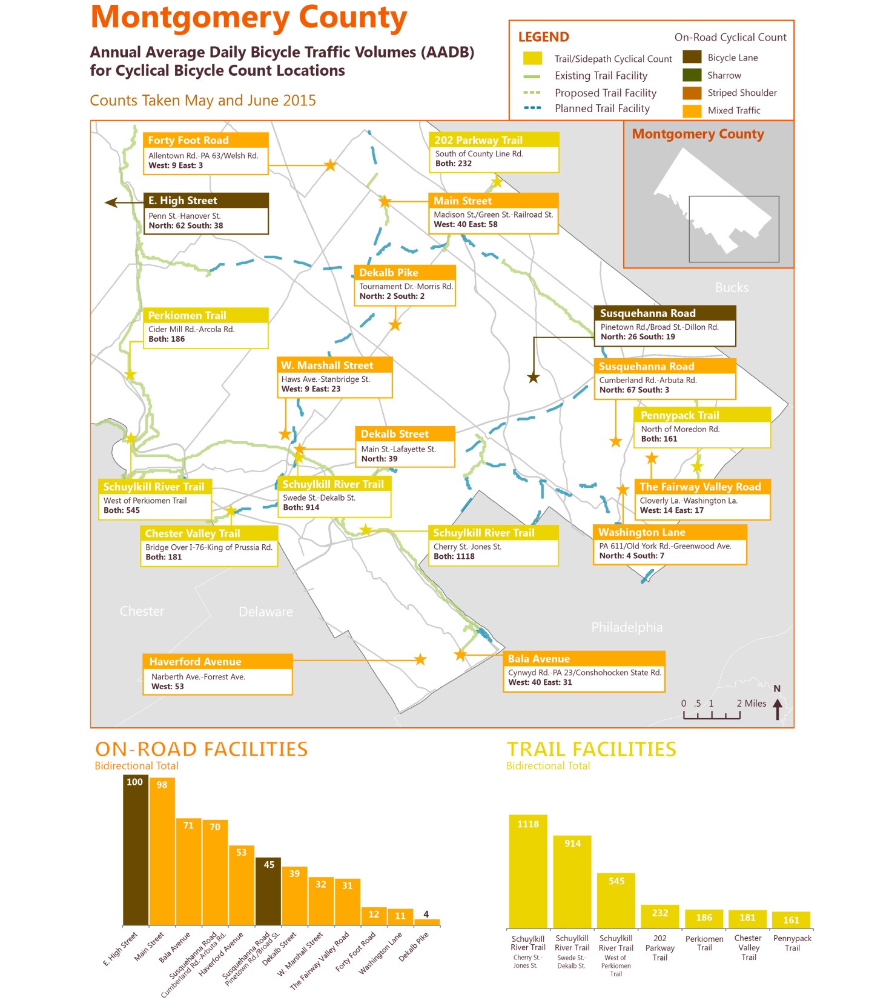 Montgomery County
Annual Average Daily Bicycle Traffic Volumes (AADB)
for Cyclical Bicycle Count Locations
Counts Taken May and June 2015
LEGEND
Trail/Sidepath Cyclical Count
Existing Trail Facility
Proposed Trail Facility
Planned Trail Facility
On-Road Cyclical Count
Bicycle Lane
Sharrow
Striped Shoulder
Mixed Traffic
Montgomery County
Forty Foot Road
Allentown Rd.-PA 63/Welsh Rd.
West: 9 East: 3
202 Parkway Trail
South of County Line Rd.
Both: 232
E. High Street
Penn St.-Hanover St.
North: 62 South: 38
Main Street
Madison St./Green St.-Railroad St.
West: 40 East: 58
Dekalb Pike
Tournament Dr.-Morris Rd.
North: 2 South: 2
Bucks
Perkiomen Trail
Cider Mill Rd.-Arcola Rd.
Both: 186
Susquehanna Road
Pinetown Rd./Broad St.-Dillon Rd.
North: 26 South: 19
W. Marshall Street
Haws Ave.-Stanbridge St.
West: 9 East: 23
Susquehanna Road
Cumberland Rd.-Arbuta Rd.
North: 67 South: 3
Pennypack Trail
North of Moredon Rd.
Both: 161
Dekalb Street
Main St.-Lafayette St.
North: 39
Schuylkill River Trail
West of Perkiomen Trail
Both: 545
Schuylkill River Trail
Swede St.-Dekalb St.
Both: 914
The Fairway Valley Road
Cloverly La.-Washington La.
West: 14 East: 17
Chester Valley Trail
Bridge Over I-76-King of Prussia Rd.
Both: 181
Schuylkill River Trail
Cherry St.-Jones St.
Both: 1118
Washington Lane
PA 611/Old York Rd.-Greenwood Ave.
North: 4 South: 7
Chester
Delaware
Philadelphia
Haverford Avenue
Narberth Ave.-Forrest Ave.
West: 53
Bala Avenue
Cynwyd Rd.-PA 23/Conshohocken State Rd.
West: 40 East: 31
N
0 .5 1 2 Miles
ON-ROAD FACILITIES
Bidirectional Total
100
98
71
70
53
45
39
32
31
12
11
4
E. High Street
Main Street
Bala Avenue
Susquehanna Road
Cumberland Rd.-Arbuta Rd.
Haverford Avenue
Susquehanna Road
Pinetown Rd./Broad St.
Dekalb Street
W. Marshall Street
The Fairway Valley Road
Forty Foot Road
Washington Lane
Dekalb Pike
TRAIL FACILITIES
Bidirectional Total
1118
914
545
232
186
181
161
Schuylkill
River Trail
Cherry St.-
Jones St.
Schuylkill
River Trail
Swede St.-
Dekalb St.
Schuylkill
River Trail
West of
Perkiomen
Trail
202
Parkway
Trail
Perkiomen
Trail
Chester
Valley
Trail
Pennypack
Trail